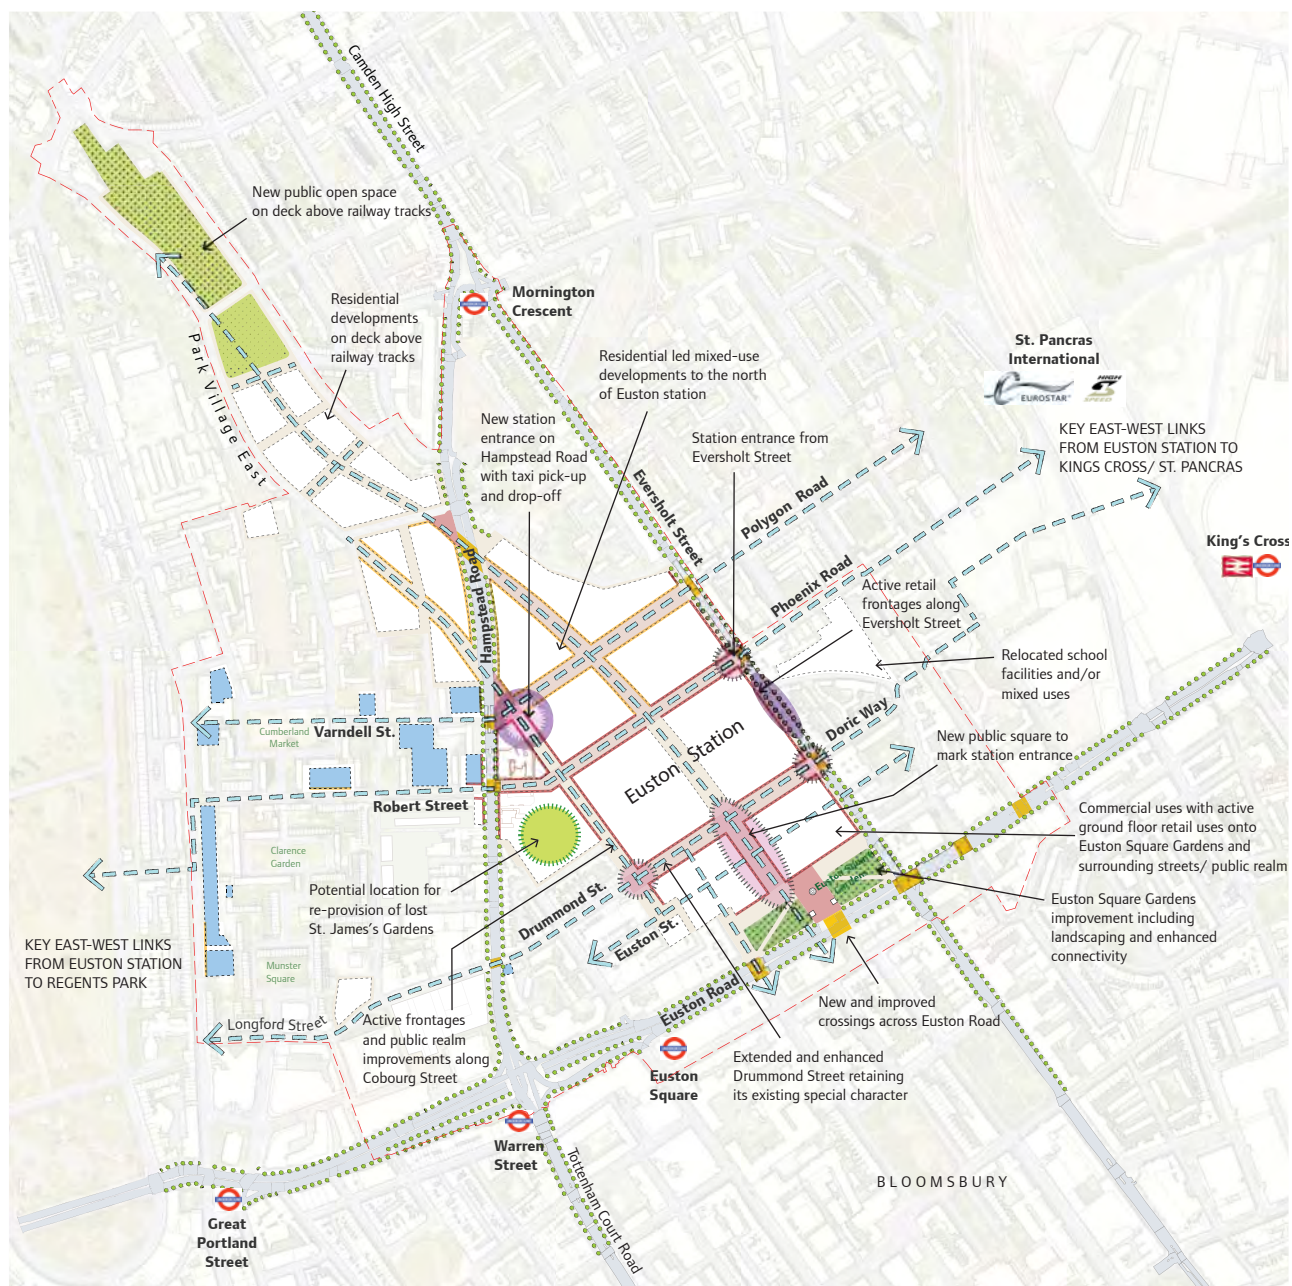 Camden High Street
New public open space
on deck above railway tracks
Residential
developments
on deck above
railway tracks
Mornington
Crescent
Park Village East
Residential led mixed-use
developments to the north
of Euston station
New station
entrance on
Hampstead Road
with taxi pick-up
and drop-off
Station entrance from
Eversholt Street
St. Pancras
International
EUROSTAR
HIGH
SPEED
KEY EAST-WEST LINKS
FROM EUSTON STATION TO
KINGS CROSS/ ST. PANCRAS
King's Cross
Eversholt Street
Polygon Road
Phoenix Road
Active retail
frontages along
Eversholt Street
Hampstead Road
Relocated school
facilities and/or
mixed uses
Doric Way
New public square to
mark station entrance
Euston Station
Cumberland
Market
Varndell St.
Robert Street
Commercial uses with active
ground floor retail uses onto
Euston Square Gardens and
surrounding streets/ public realm
Clarence
Garden
Potential location for
re-provision of lost
St. James's Gardens
Euston Square
Gardens
Drummond St.
Euston St.
Euston Square Gardens
improvement including
landscaping and enhanced
connectivity
KEY EAST-WEST LINKS
FROM EUSTON STATION
TO REGENTS PARK
Munster
Square
Longford Street
Active frontages
and public realm
improvements along
Cobourg Street
Euston Road
New and improved
crossings across Euston Road
Extended and enhanced
Drummond Street retaining
its existing special character
Euston
Square
Warren
Street
Tottenham Court Road
BLOOMSBURY
Great
Portland
Street